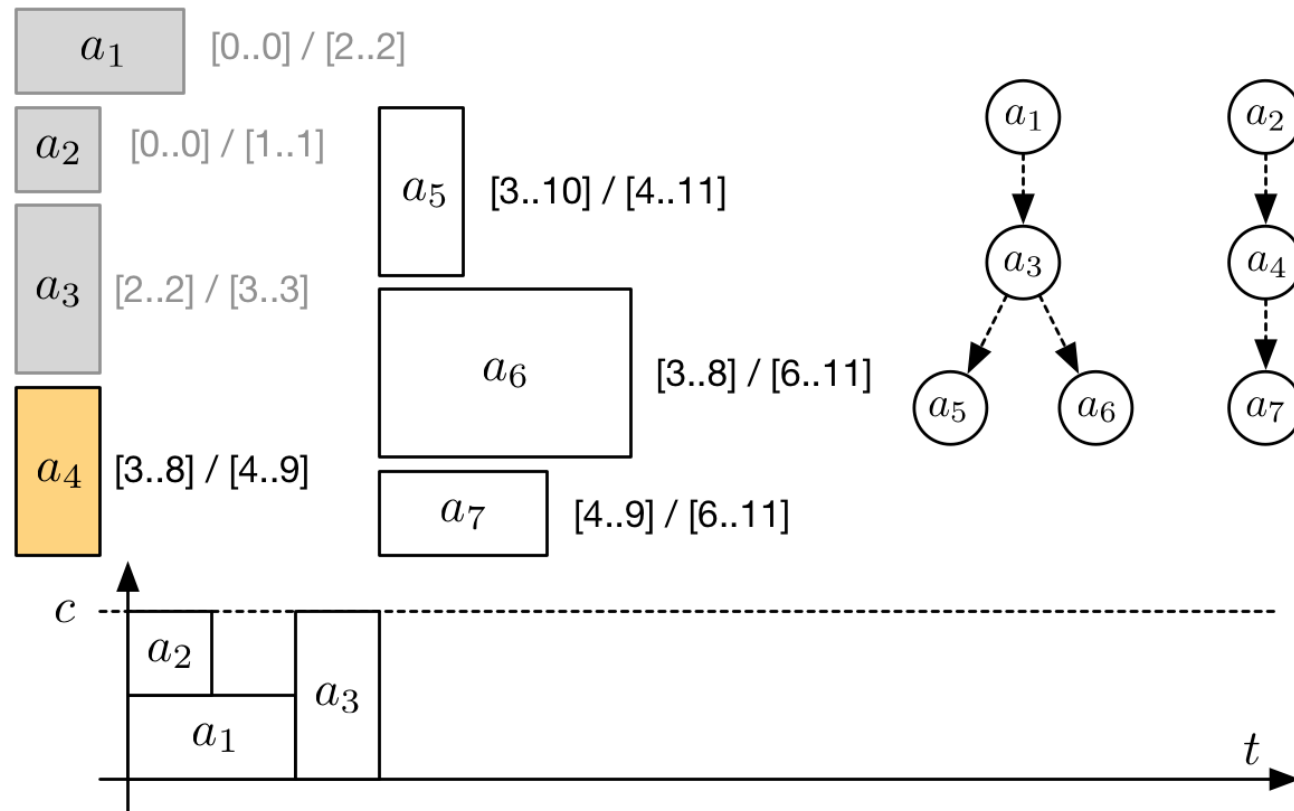 a1 [0..0] / [2..2]
a2 [0..0] / [1..1]
a3 [2..2] / [3..3]
a4 [3..8] / [4..9]
a5 [3..10] / [4..11]
a6 [3..8] / [6..11]
a7 [4..9] / [6..11]
a1
a3
a5 a6
a2
a4
a7
c
a2
a1
a3
t